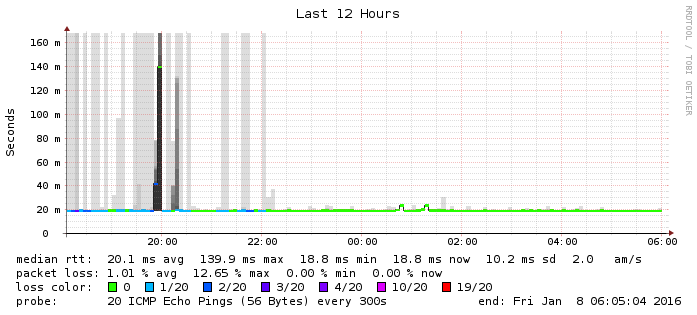 Last 12 Hours
RRDTOOL / TOBI OETIKER
Seconds
160 m
140 m
120 m
100 m
80 m
60 m
40 m
20 m
0
20:00 22:00 00:00 02:00 04:00 06:00
median rtt: 20.1 ms avg 139.9 ms max 18.8 ms min 18.8 ms now 10.2 ms sd 2.0 am/s
packet loss: 1.01 % avg 12.65 % max 0.00 % min 0.00 % now
loss color: 0 1/20 2/20 3/20 4/20 10/20 19/20
probe: 20 ICMP Echo Pings (56 Bytes) every 300s end: Fri Jan 8 06:05:04 2016